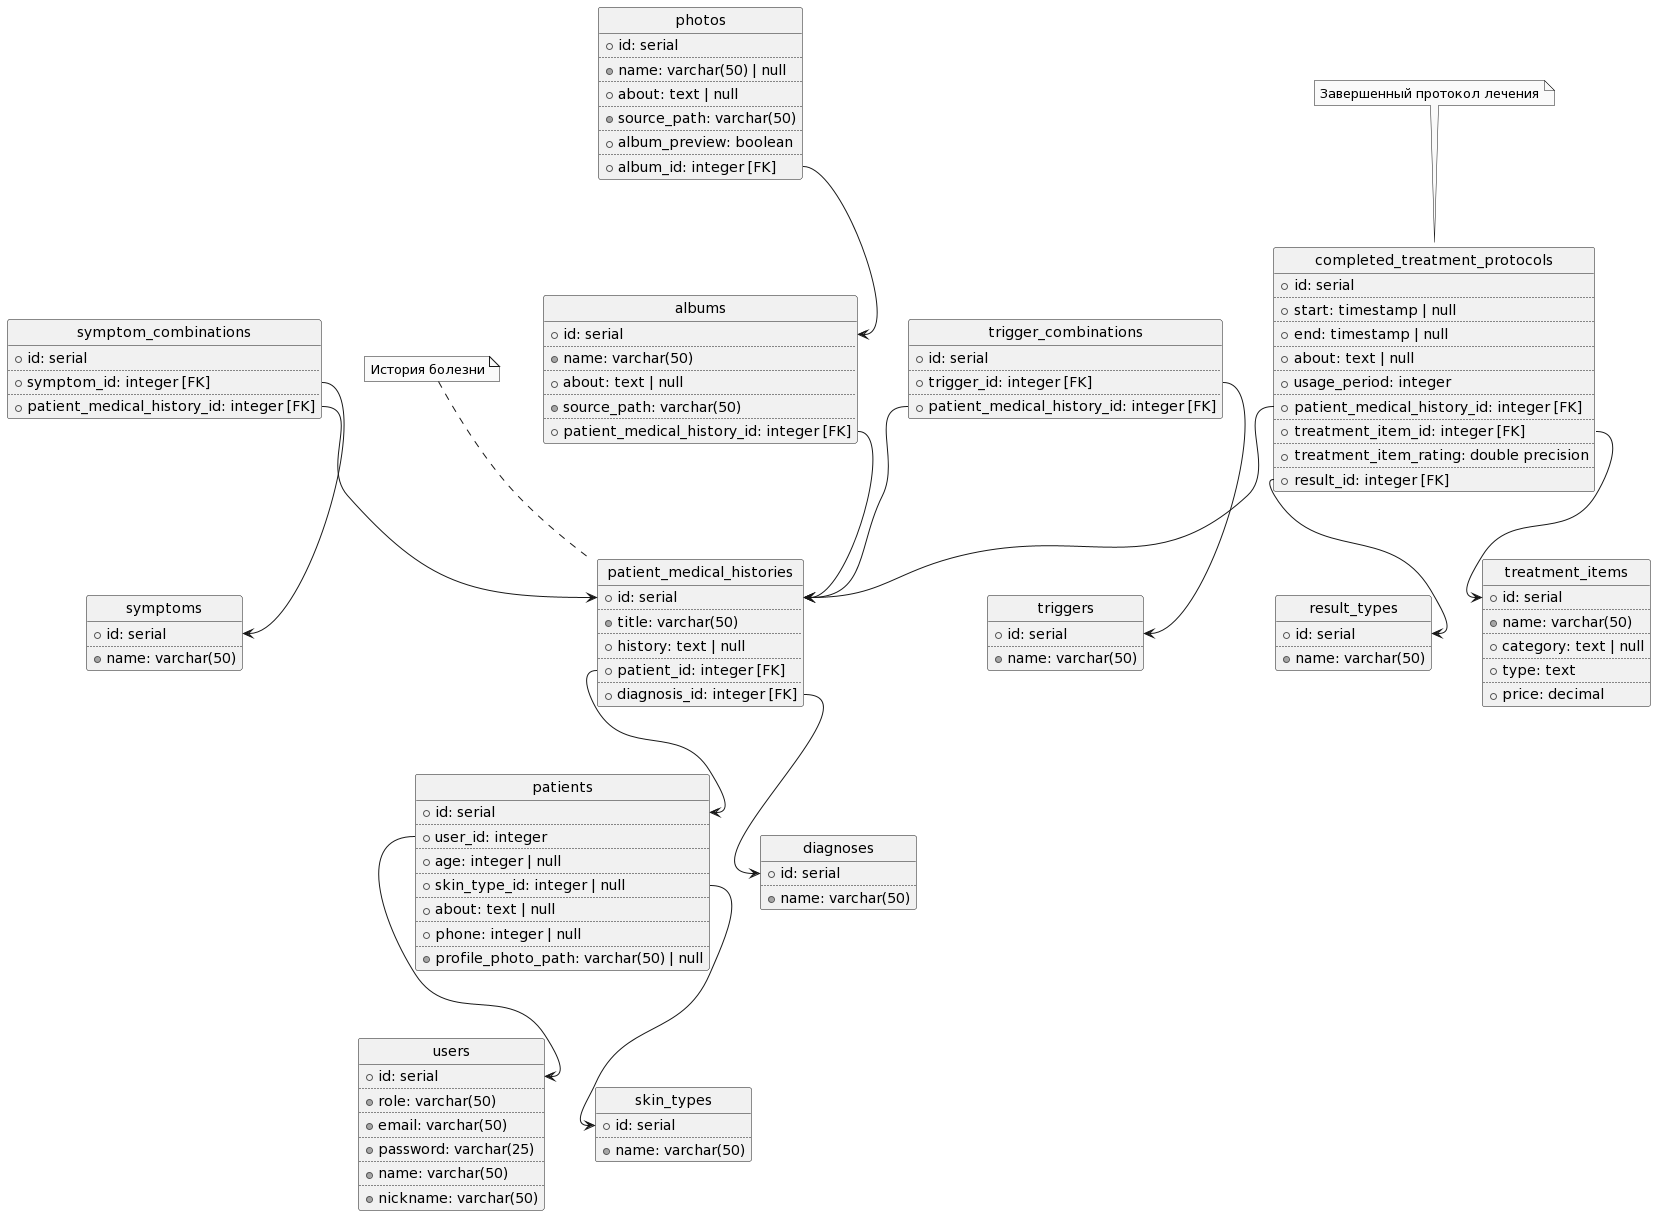 photos
id: serial
name: varchar(50) | null
about: text | null
source_path: varchar(50)
album_preview: boolean
album_id: integer [FK]
Завершенный протокол лечения
completed_treatment_protocols
id: serial
start: timestamp | null
end: timestamp | null
about: text | null
usage_period: integer
patient_medical_history_id: integer [FK]
treatment_item_id: integer [FK]
treatment_item_rating: double precision
result_id: integer [FK]
symptom_combinations
id: serial
symptom_id: integer [FK]
patient_medical_history_id: integer [FK]
История болезни
albums
id: serial
name: varchar(50)
about: text | null
source_path: varchar(50)
patient_medical_history_id: integer [FK]
trigger_combinations
id: serial
trigger_id: integer [FK]
patient_medical_history_id: integer [FK]
symptoms
id: serial
name: varchar(50)
patient_medical_histories
id: serial
title: varchar(50)
history: text | null
patient_id: integer [FK]
diagnosis_id: integer [FK]
triggers
id: serial
name: varchar(50)
result_types
id: serial
name: varchar(50)
treatment_items
id: serial
name: varchar(50)
category: text | null
type: text
price: decimal
patients
id: serial
user_id: integer
age: integer | null
skin_type_id: integer | null
about: text | null
phone: integer | null
profile_photo_path: varchar(50) | null
diagnoses
id: serial
name: varchar(50)
users
id: serial
role: varchar(50)
email: varchar(50)
password: varchar(25)
name: varchar(50)
nickname: varchar(50)
skin_types
id: serial
name: varchar(50)